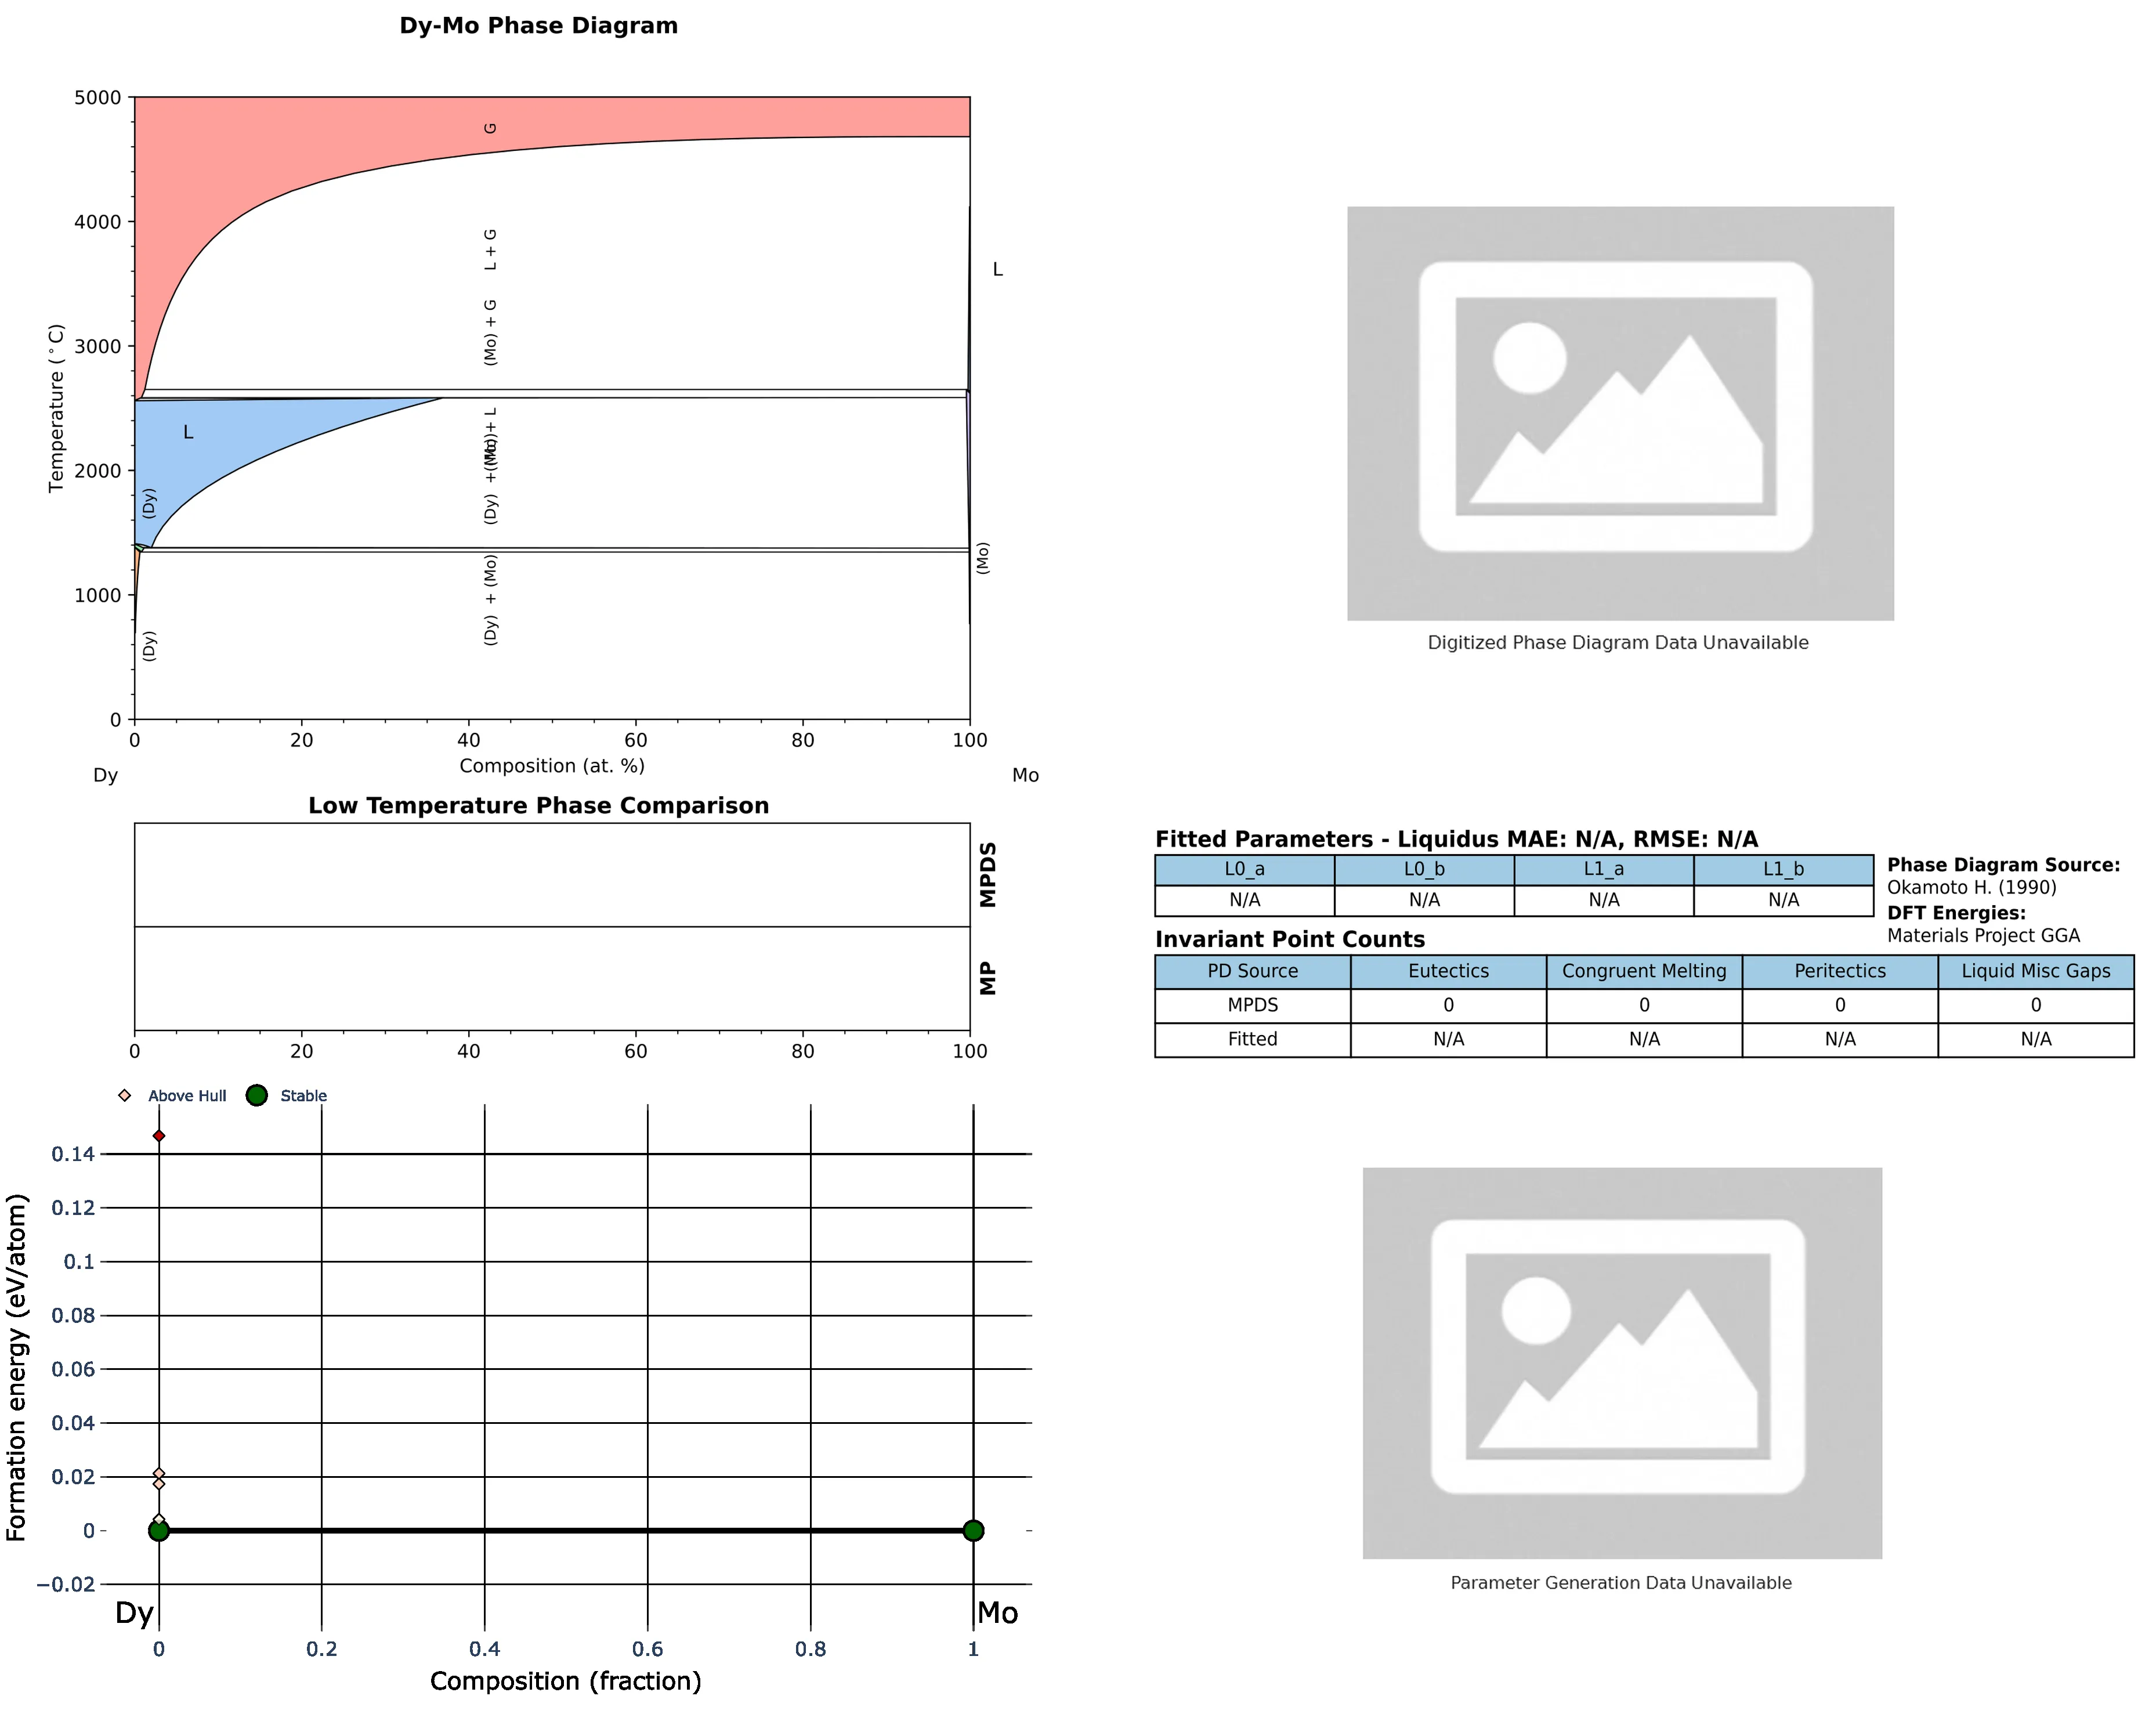 Dy-Mo Phase Diagram
5000
4000
3000
2000
1000
0
Temperature (°C)
G
L + G
(Mo) + G
L
(Dy)
(Dy) + (Mo)
(Dy) + (Mo)
(Dy)
L
(Mo)
0 20 40 60 80 100
Composition (at. %)
Dy Mo
Digitized Phase Diagram Data Unavailable
Low Temperature Phase Comparison
MPDS
MP
0 20 40 60 80 100
Fitted Parameters - Liquidus MAE: N/A, RMSE: N/A
L0_a L0_b L1_a L1_b
N/A N/A N/A N/A
Phase Diagram Source:
Okamoto H. (1990)
DFT Energies:
Materials Project GGA
Invariant Point Counts
PD Source Eutectics Congruent Melting Peritectics Liquid Misc Gaps
MPDS 0 0 0 0
Fitted N/A N/A N/A N/A
Above Hull Stable
0.14
0.12
0.1
0.08
0.06
0.04
0.02
0
−0.02
Formation energy (eV/atom)
Dy Mo
0 0.2 0.4 0.6 0.8 1
Composition (fraction)
Parameter Generation Data Unavailable